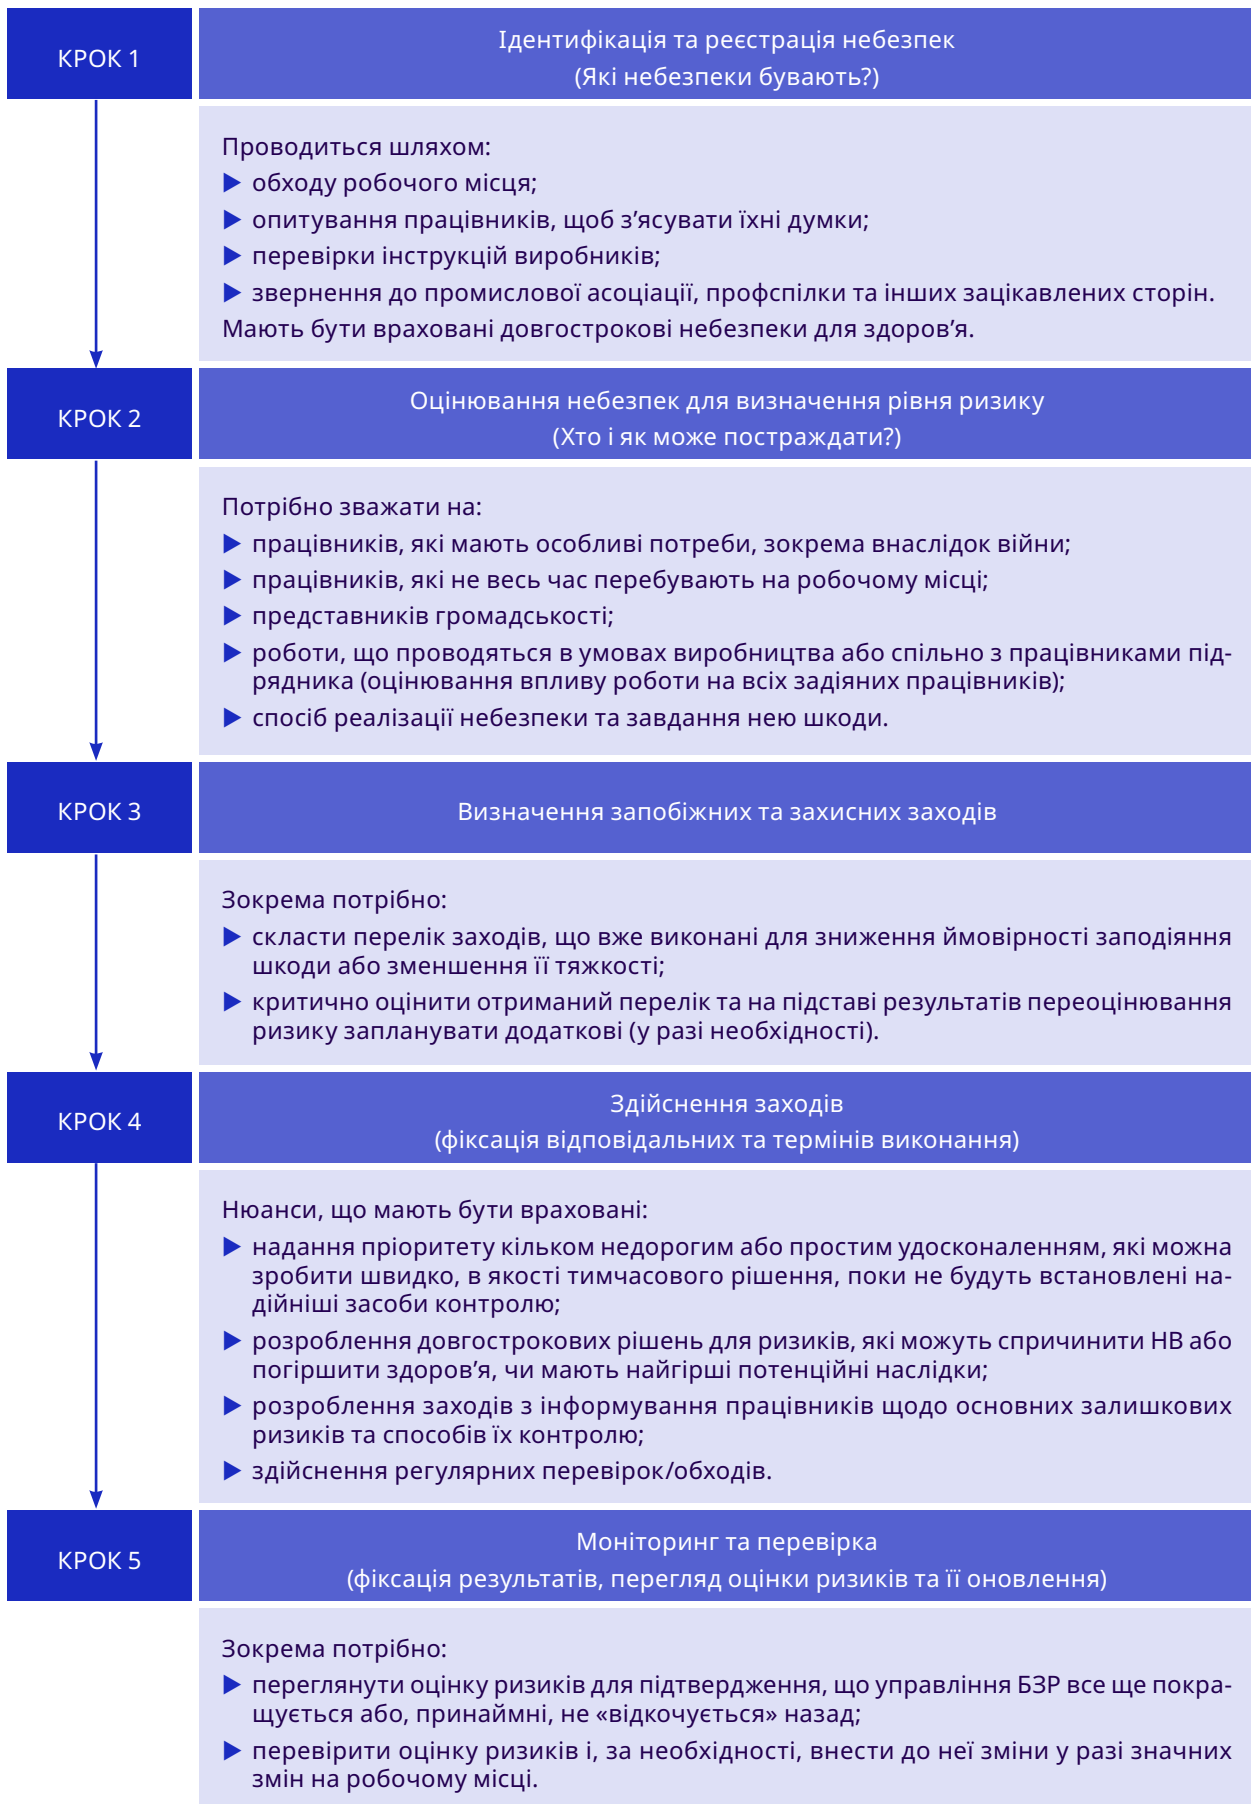 КРОК 1
Ідентифікація та реєстрація небезпек
(Які небезпеки бувають?)
Проводиться шляхом:
▶ обходу робочого місця;
▶ опитування працівників, щоб з’ясувати їхні думки;
▶ перевірки інструкцій виробників;
▶ звернення до промислової асоціації, профспілки та інших зацікавлених сторін.
Мають бути враховані довгострокові небезпеки для здоров’я.
КРОК 2
Оцінювання небезпек для визначення рівня ризику
(Хто і як може постраждати?)
Потрібно зважати на:
▶ працівників, які мають особливі потреби, зокрема внаслідок війни;
▶ працівників, які не весь час перебувають на робочому місці;
▶ представників громадськості;
▶ роботи, що проводяться в умовах виробництва або спільно з працівниками під-
рядника (оцінювання впливу роботи на всіх задіяних працівників);
▶ спосіб реалізації небезпеки та завдання нею шкоди.
КРОК 3
Визначення запобіжних та захисних заходів
Зокрема потрібно:
▶ скласти перелік заходів, що вже виконані для зниження ймовірності заподіяння
шкоди або зменшення її тяжкості;
▶ критично оцінити отриманий перелік та на підставі результатів переоцінювання
ризику запланувати додаткові (у разі необхідності).
КРОК 4
Здійснення заходів
(фіксація відповідальних та термінів виконання)
Нюанси, що мають бути враховані:
▶ надання пріоритету кільком недорогим або простим удосконаленням, які можна
зробити швидко, в якості тимчасового рішення, поки не будуть встановлені на-
дійніші засоби контролю;
▶ розроблення довгострокових рішень для ризиків, які можуть спричинити НВ або
погіршити здоров’я, чи мають найгірші потенційні наслідки;
▶ розроблення заходів з інформування працівників щодо основних залишкових
ризиків та способів їх контролю;
▶ здійснення регулярних перевірок/обходів.
КРОК 5
Моніторинг та перевірка
(фіксація результатів, перегляд оцінки ризиків та її оновлення)
Зокрема потрібно:
▶ переглянути оцінку ризиків для підтвердження, що управління БЗР все ще покра-
щується або, принаймні, не «відкочується» назад;
▶ перевірити оцінку ризиків і, за необхідності, внести до неї зміни у разі значних
змін на робочому місці.